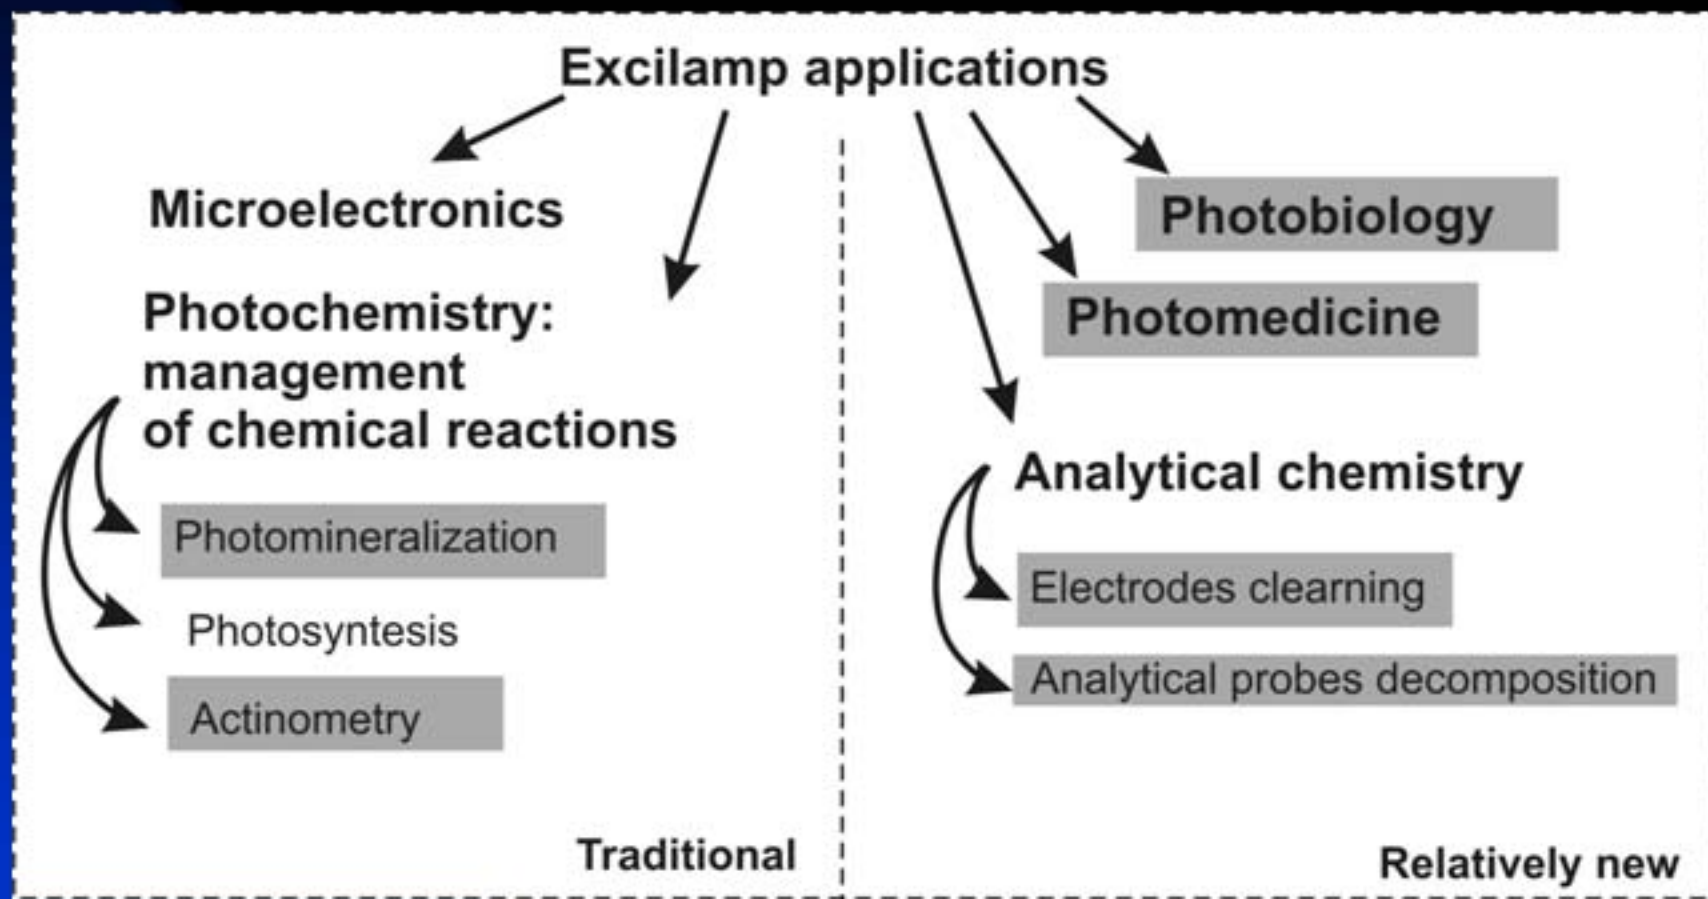 Excilamp applications
Microelectronics
Photochemistry:
management
of chemical reactions
Photomineralization
Photosyntesis
Actinometry
Traditional
Photobiology
Photomedicine
Analytical chemistry
Electrodes clearning
Analytical probes decomposition
Relatively new